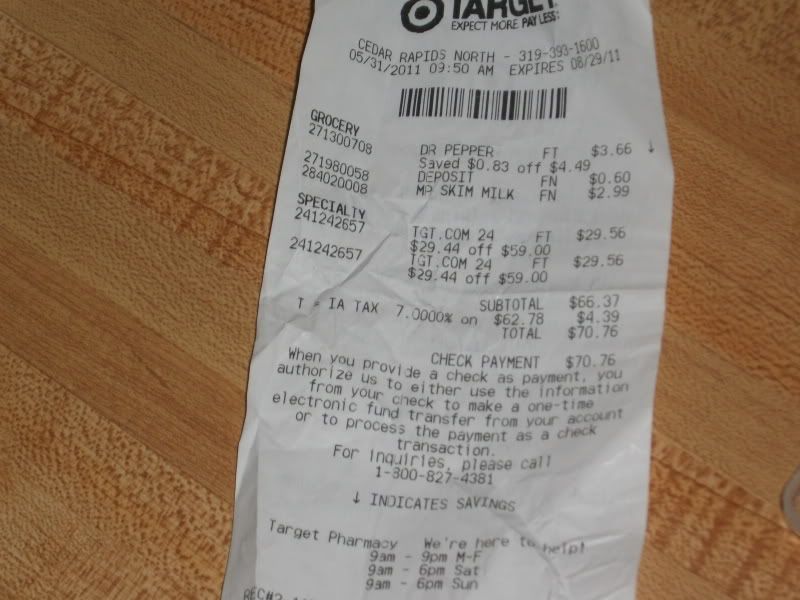 TARGET
EXPECT MORE PAY LESS.
CEDAR RAPIDS NORTH - 319-393-1600
05/31/2011 09:50 AM EXPIRES 08/29/11
GROCERY
271300708 DR PEPPER FT $3.66 ↓
Saved $0.83 off $4.49
271980058 DEPOSIT FN $0.60
284020008 MP SKIM MILK FN $2.99
SPECIALTY
241242657 TGT.COM 24 FT $29.56
$29.44 off $59.00
241242657 TGT.COM 24 FT $29.56
$29.44 off $59.00
SUBTOTAL $66.37
T = IA TAX 7.0000% on $62.78 $4.39
TOTAL $70.76
CHECK PAYMENT $70.76
When you provide a check as payment, you
authorize us to either use the information
from your check to make a one-time
electronic fund transfer from your account
or to process the payment as a check
transaction.
For inquiries, please call
1-800-827-4381
↓ INDICATES SAVINGS
Target Pharmacy We're here to help!
9am - 9pm M-F
9am - 6pm Sat
9am - 6pm Sun